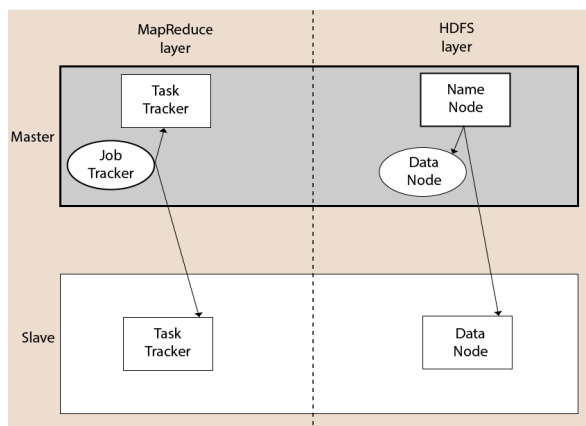 MapReduce
layer
HDFS
layer
Master
Task
Tracker
Name
Node
Job
Tracker
Data
Node
Slave
Task
Tracker
Data
Node